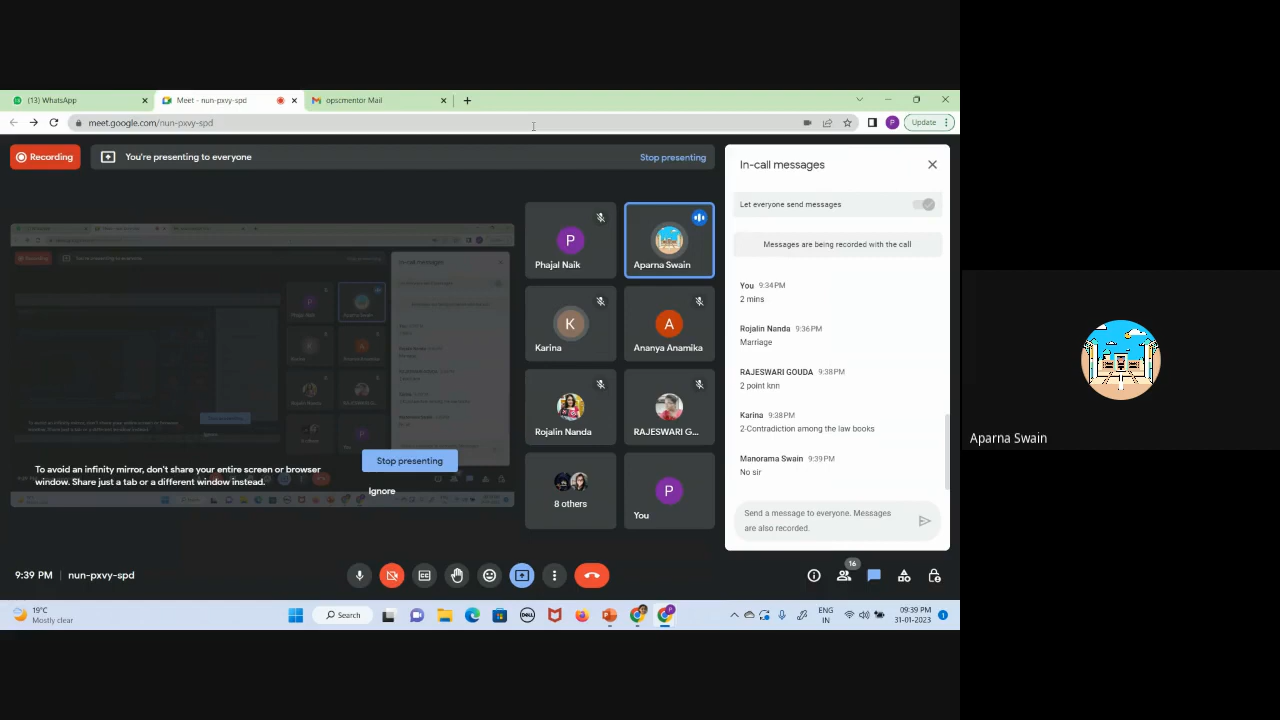 (13) WhatsApp
Meet - nun-pxvy-spd
opscmentor Mail
meet.google.com/nun-pxvy-spd
P
Update
Recording
You're presenting to everyone
Stop presenting
In-call messages
Let everyone send messages
Messages are being recorded with the call
P
Phajal Naik
Aparna Swain
You 9:34 PM
2 mins
Rojalin Nanda 9:36 PM
Marriage
K
Karina
A
Ananya Anamika
RAJESWARI GOUDA 9:38 PM
2 point knn
Karina 9:38 PM
2-Contradiction among the law books
Rojalin Nanda
RAJESWARI G...
Manorama Swain 9:39 PM
No sir
To avoid an infinity mirror, don't share your entire screen or browser
window. Share just a tab or a different window instead.
Stop presenting
Ignore
8 others
P
You
Send a message to everyone. Messages
are also recorded.
9:39 PM | nun-pxvy-spd
16
19°C
Mostly clear
Search
DELL
ENG
IN
09:39 PM
31-01-2023
1
Aparna Swain